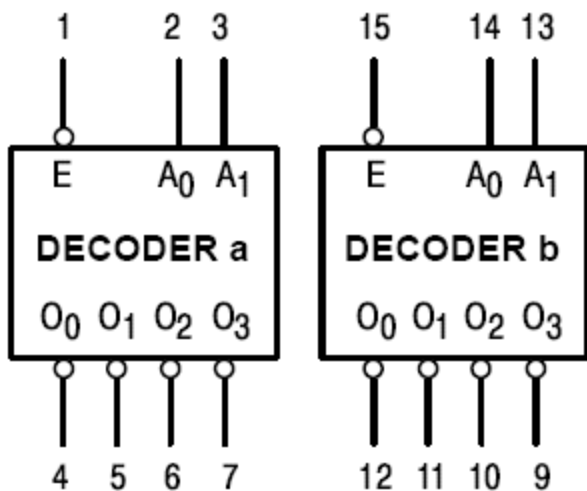 1 2 3 15 14 13
E A0 A1 E A0 A1
DECODER a DECODER b
O0 O1 O2 O3 O0 O1 O2 O3
4 5 6 7 12 11 10 9